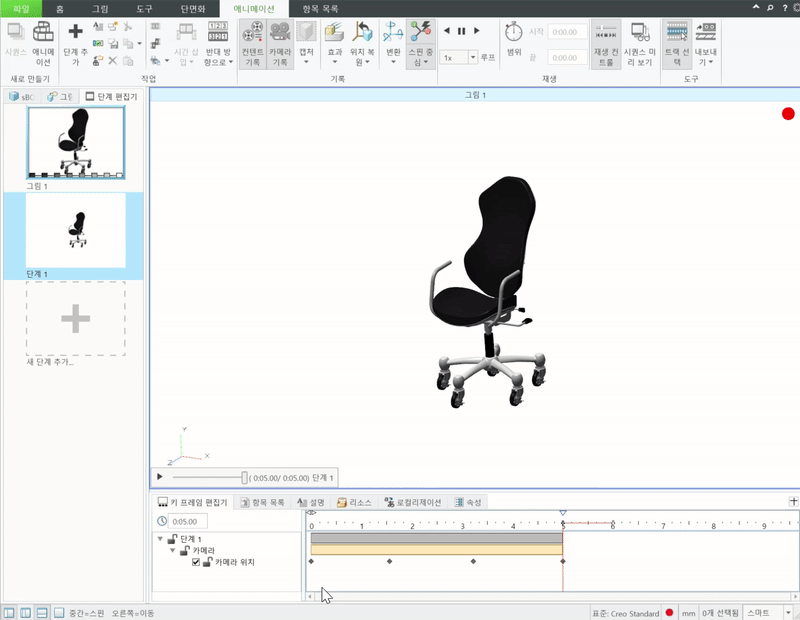 파일 홈 그림 도구 단면화 애니메이션 항목 목록
시퀀스 애니메이션
단계 추가
시간 삽입
반대 방향으로
컨텐트 기록
카메라 기록
캡처
효과
위치 복원
변환
스핀 중심
1x 루프
범위
시작 0:00.00
끝 0:00.00
재생 컨트롤
시퀀스 미리 보기
트랙 선택
내보내기
새로 만들기 작업 기록 재생 도구
sBC 그림 단계 편집기
그림 1
그림 1
단계 1
새 단계 추가...
Y
X
Z
( 0:05.00/ 0:05.00) 단계 1
키 프레임 편집기 항목 목록 설명 리소스 로컬리제이션 속성
0:05.00
0 1 2 3 4 5 6 7 8 9
단계 1
카메라
카메라 위치
중간=스핀 오른쪽=이동
표준: Creo Standard mm 0개 선택됨 스마트